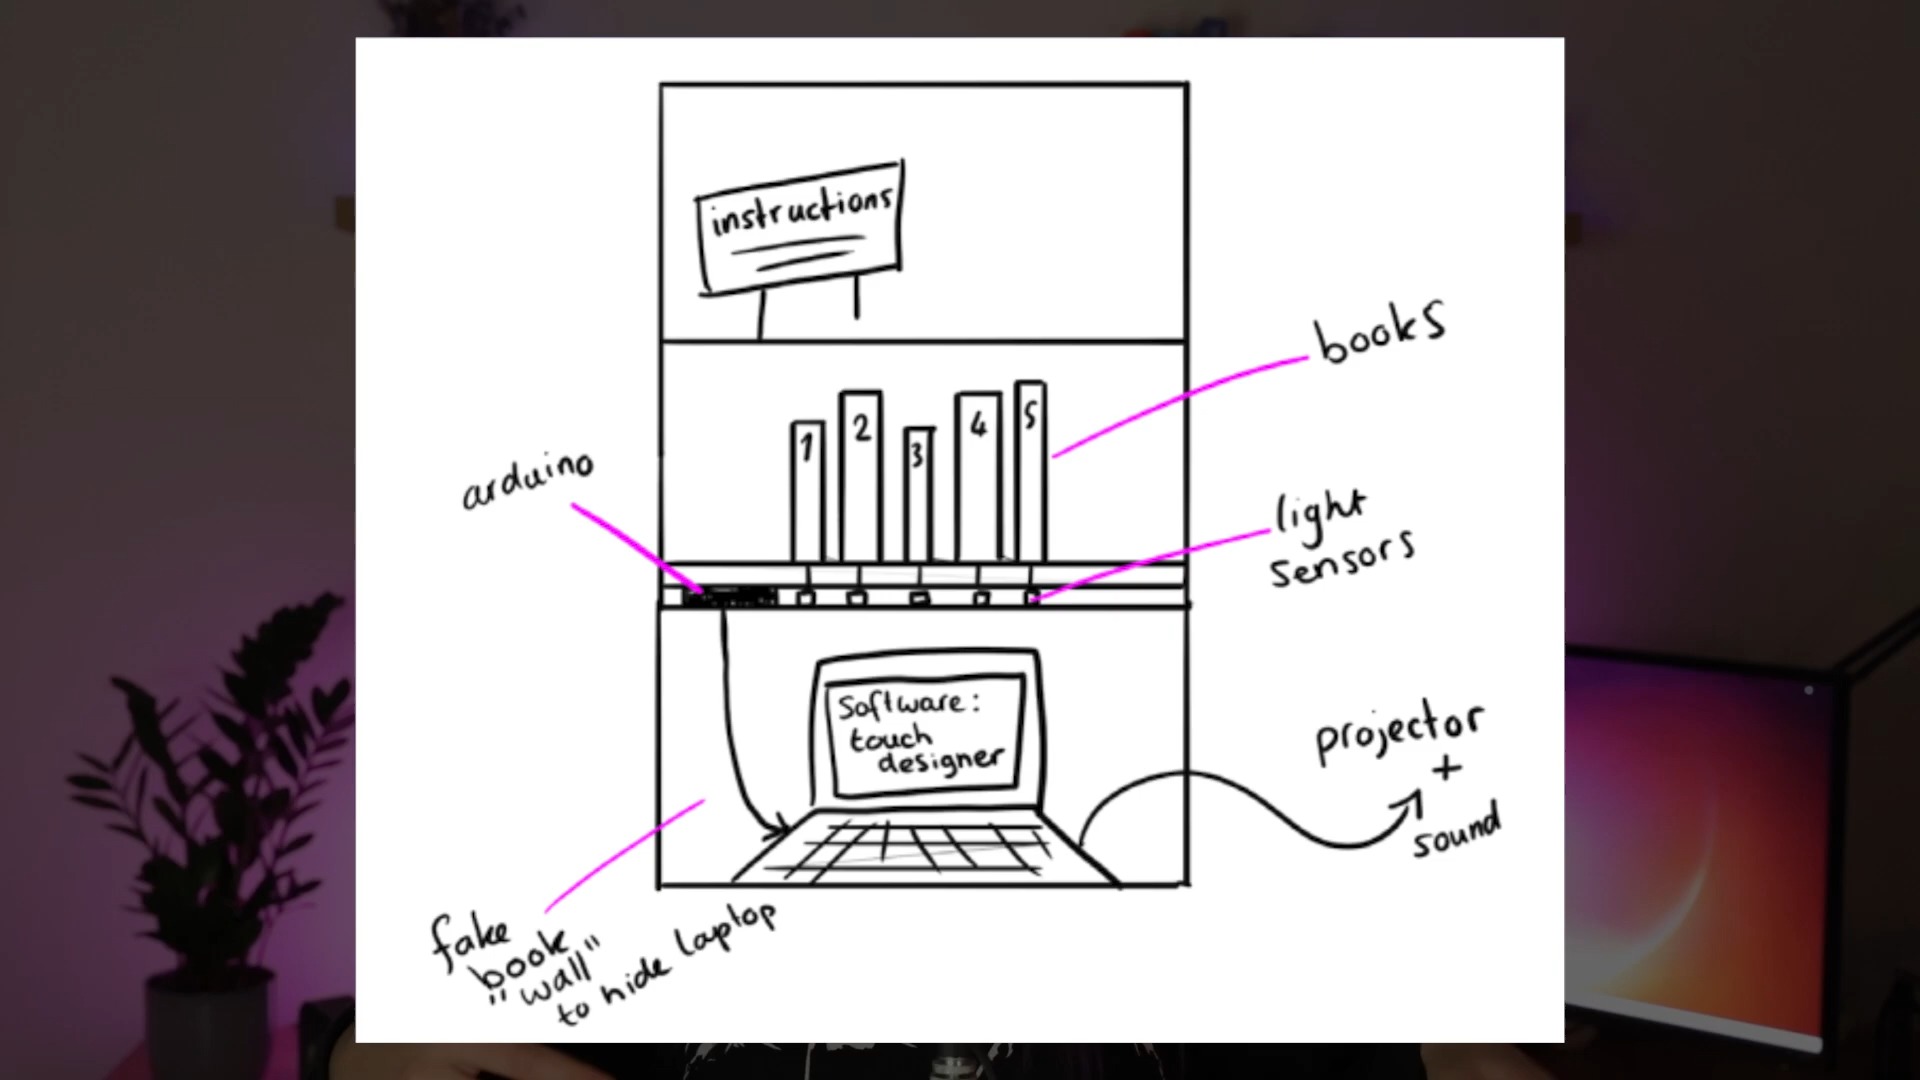 instructions
books
1
2
3
4
5
arduino
light
sensors
Software:
touch
designer
projector
+
sound
fake
book
"wall"
to hide laptop